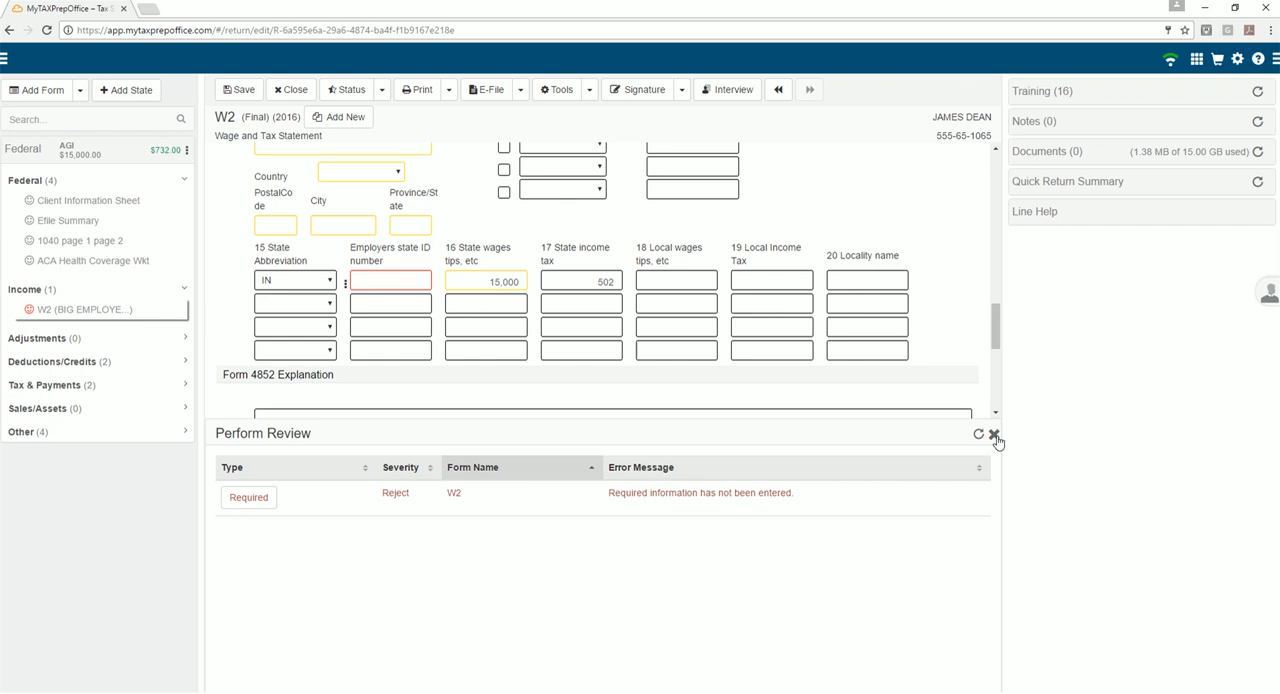 MyTAXPrepOffice – Tax S
https://app.mytaxprepoffice.com/#/return/edit/R-6a595e6a-29a6-4874-ba4f-f1b9167e218e
Add Form
Add State
Save
Close
Status
Print
E-File
Tools
Signature
Interview
Search...
W2 (Final) (2016) Add New
JAMES DEAN
Wage and Tax Statement
555-65-1065
Federal
AGI
$15,000.00
$732.00
Federal (4)
Client Information Sheet
Efile Summary
1040 page 1 page 2
ACA Health Coverage Wkt
Income (1)
W2 (BIG EMPLOYE...)
Adjustments (0)
Deductions/Credits (2)
Tax & Payments (2)
Sales/Assets (0)
Other (4)
Country
PostalCo
de
City
Province/St
ate
15 State
Abbreviation
Employers state ID
number
16 State wages
tips, etc
17 State income
tax
18 Local wages
tips, etc
19 Local Income
Tax
20 Locality name
IN
15,000
502
Form 4852 Explanation
Perform Review
Type
Severity
Form Name
Error Message
Required
Reject
W2
Required information has not been entered.
Training (16)
Notes (0)
Documents (0)
(1.38 MB of 15.00 GB used)
Quick Return Summary
Line Help